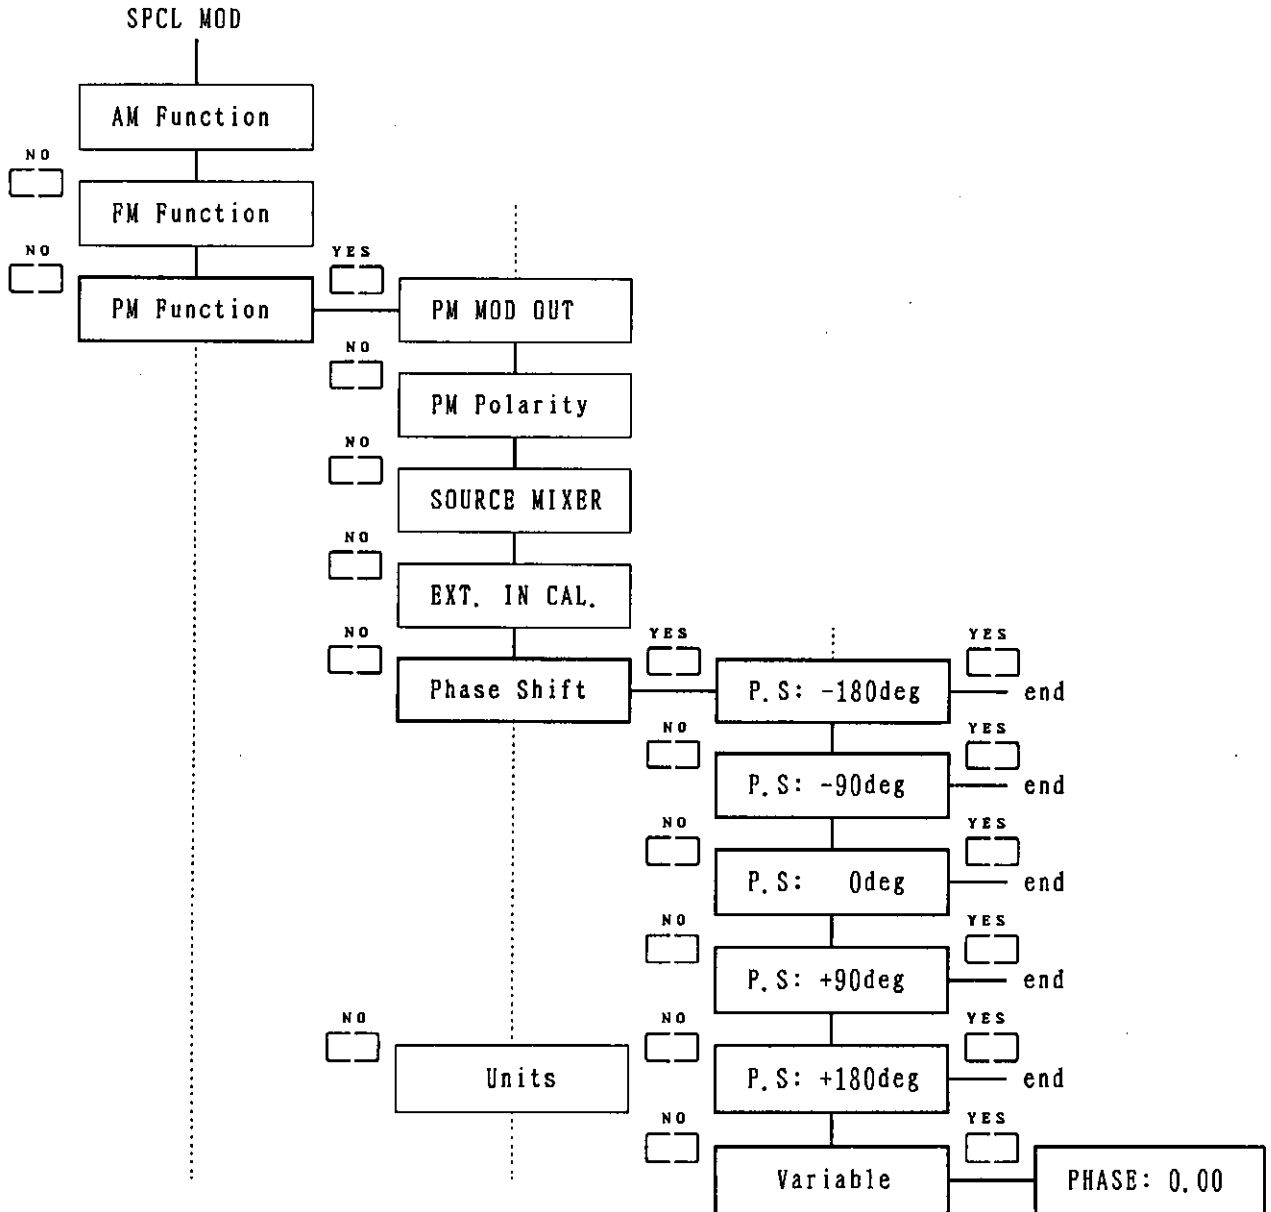 SPCL MOD
AM Function
NO
FM Function
NO
YES
PM Function
PM MOD OUT
NO
PM Polarity
NO
SOURCE MIXER
NO
EXT. IN CAL.
NO
YES
YES
Phase Shift
P.S: -180deg
end
NO
YES
P.S: -90deg
end
NO
YES
P.S: 0deg
end
NO
YES
P.S: +90deg
end
NO
NO
YES
Units
P.S: +180deg
end
NO
YES
Variable
PHASE: 0.00